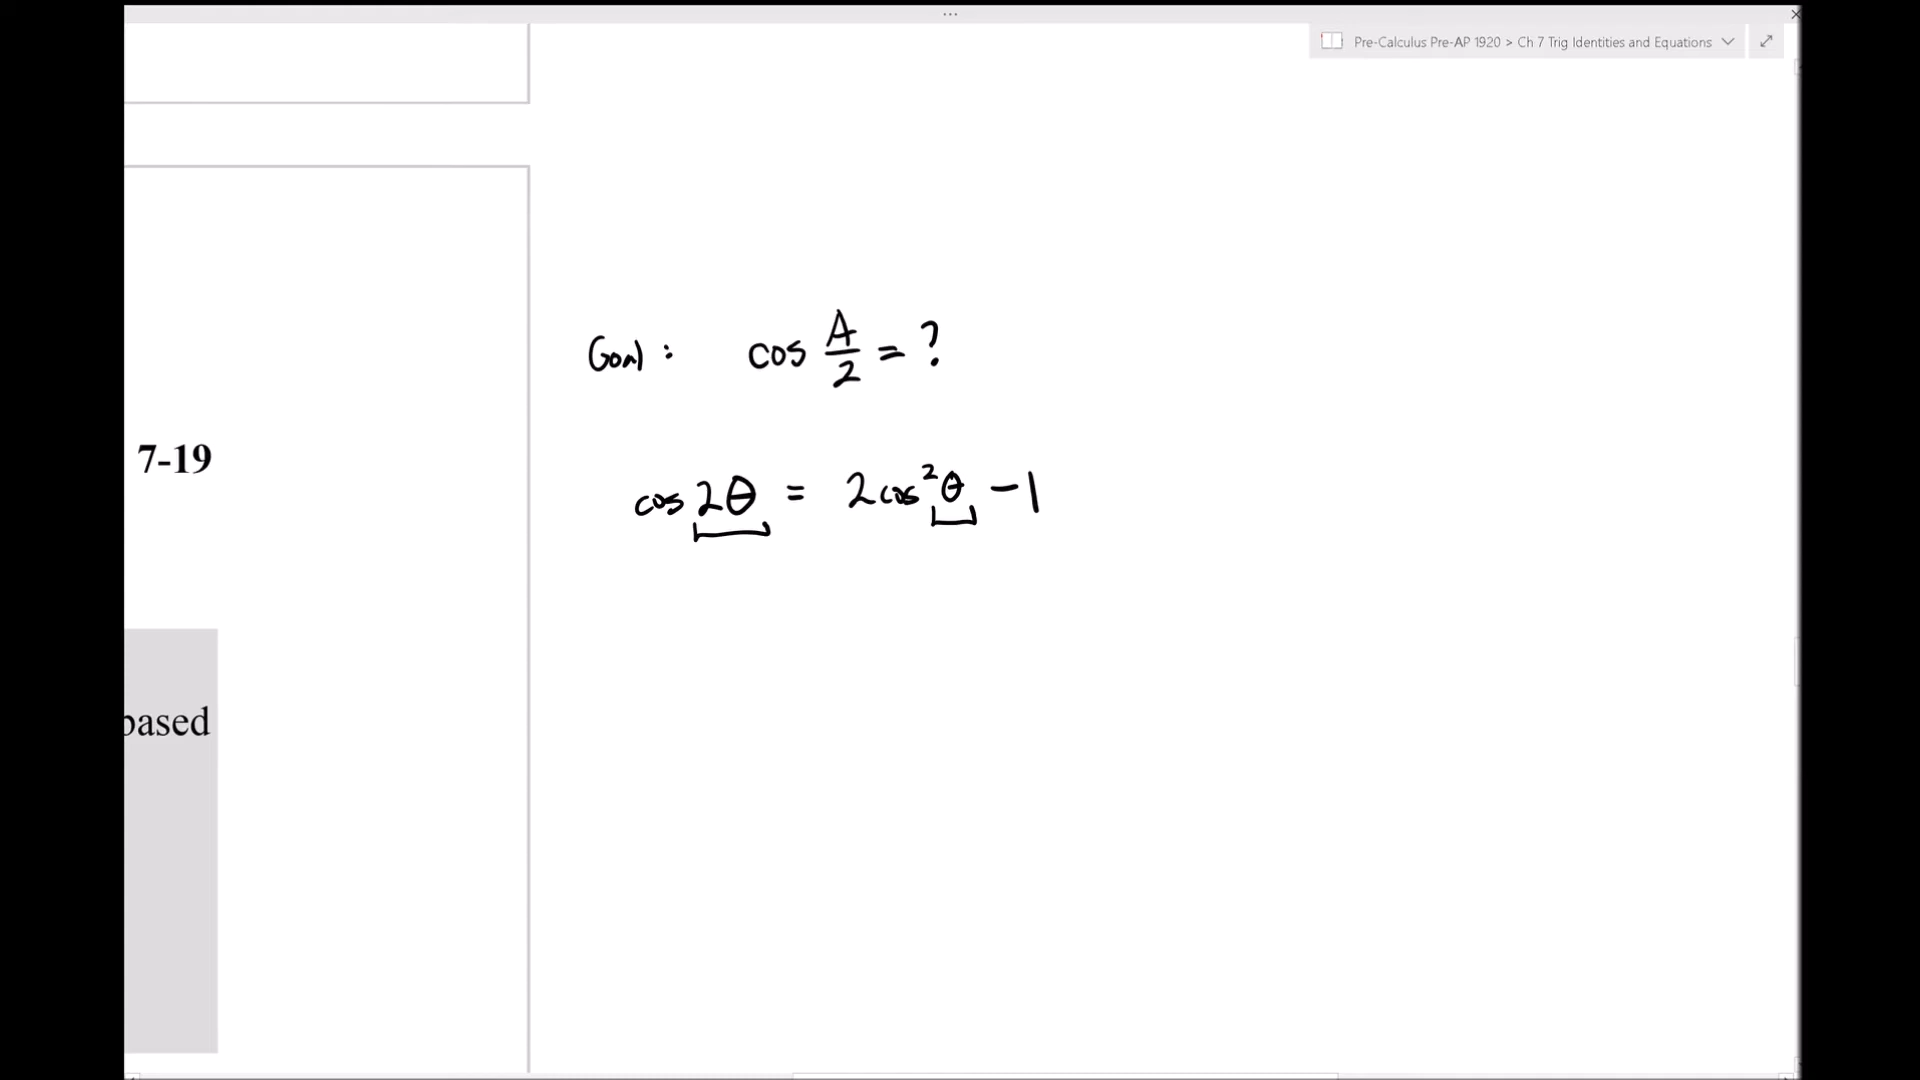 ...
Pre-Calculus Pre-AP 1920 > Ch 7 Trig Identities and Equations
Goal: cos A/2 = ?
7-19
cos 2θ = 2cos²θ - 1
based